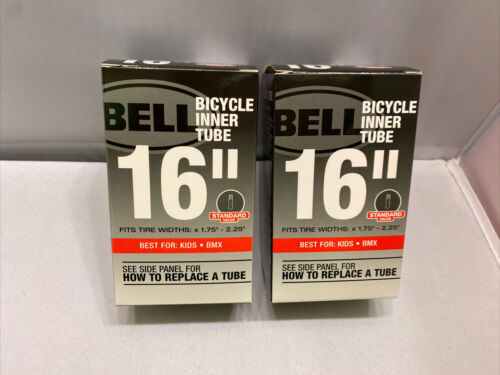 BELL
BICYCLE
INNER
TUBE
16"
STANDARD
VALVE
FITS TIRE WIDTHS: x 1.75" - 2.25"
BEST FOR: KIDS • BMX
SEE SIDE PANEL FOR
HOW TO REPLACE A TUBE
BELL
BICYCLE
INNER
TUBE
16"
STANDARD
VALVE
FITS TIRE WIDTHS: x 1.75" - 2.25"
BEST FOR: KIDS • BMX
SEE SIDE PANEL FOR
HOW TO REPLACE A TUBE